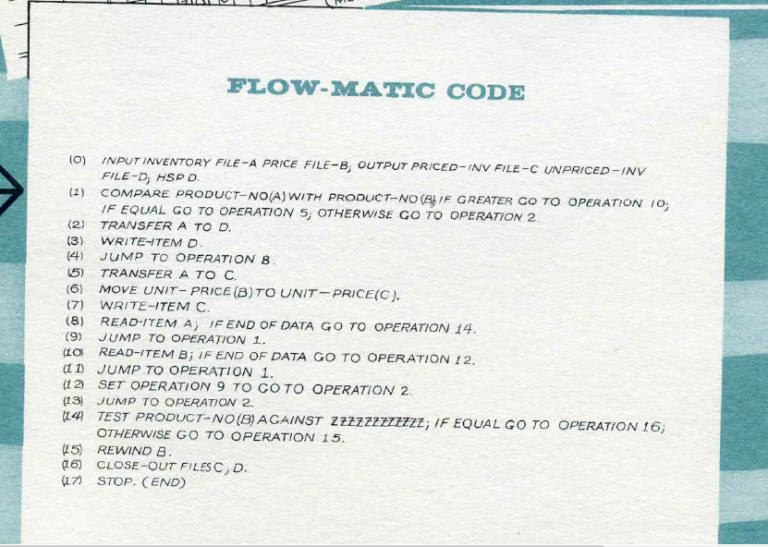 FLOW-MATIC CODE
(0) INPUT INVENTORY FILE-A PRICE FILE-B; OUTPUT PRICED-INV FILE-C UNPRICED-INV
FILE-D; HSP D.
(1) COMPARE PRODUCT-NO(A) WITH PRODUCT-NO(B); IF GREATER GO TO OPERATION 10;
IF EQUAL GO TO OPERATION 5; OTHERWISE GO TO OPERATION 2.
(2) TRANSFER A TO D.
(3) WRITE-ITEM D.
(4) JUMP TO OPERATION 8.
(5) TRANSFER A TO C.
(6) MOVE UNIT-PRICE(B) TO UNIT-PRICE(C).
(7) WRITE-ITEM C.
(8) READ-ITEM A; IF END OF DATA GO TO OPERATION 14.
(9) JUMP TO OPERATION 1.
(10) READ-ITEM B; IF END OF DATA GO TO OPERATION 12.
(11) JUMP TO OPERATION 1.
(12) SET OPERATION 9 TO GO TO OPERATION 2.
(13) JUMP TO OPERATION 2.
(14) TEST PRODUCT-NO(B) AGAINST ZZZZZZZZZZZZ; IF EQUAL GO TO OPERATION 16;
OTHERWISE GO TO OPERATION 15.
(15) REWIND B.
(16) CLOSE-OUT FILES C, D.
(17) STOP. (END)